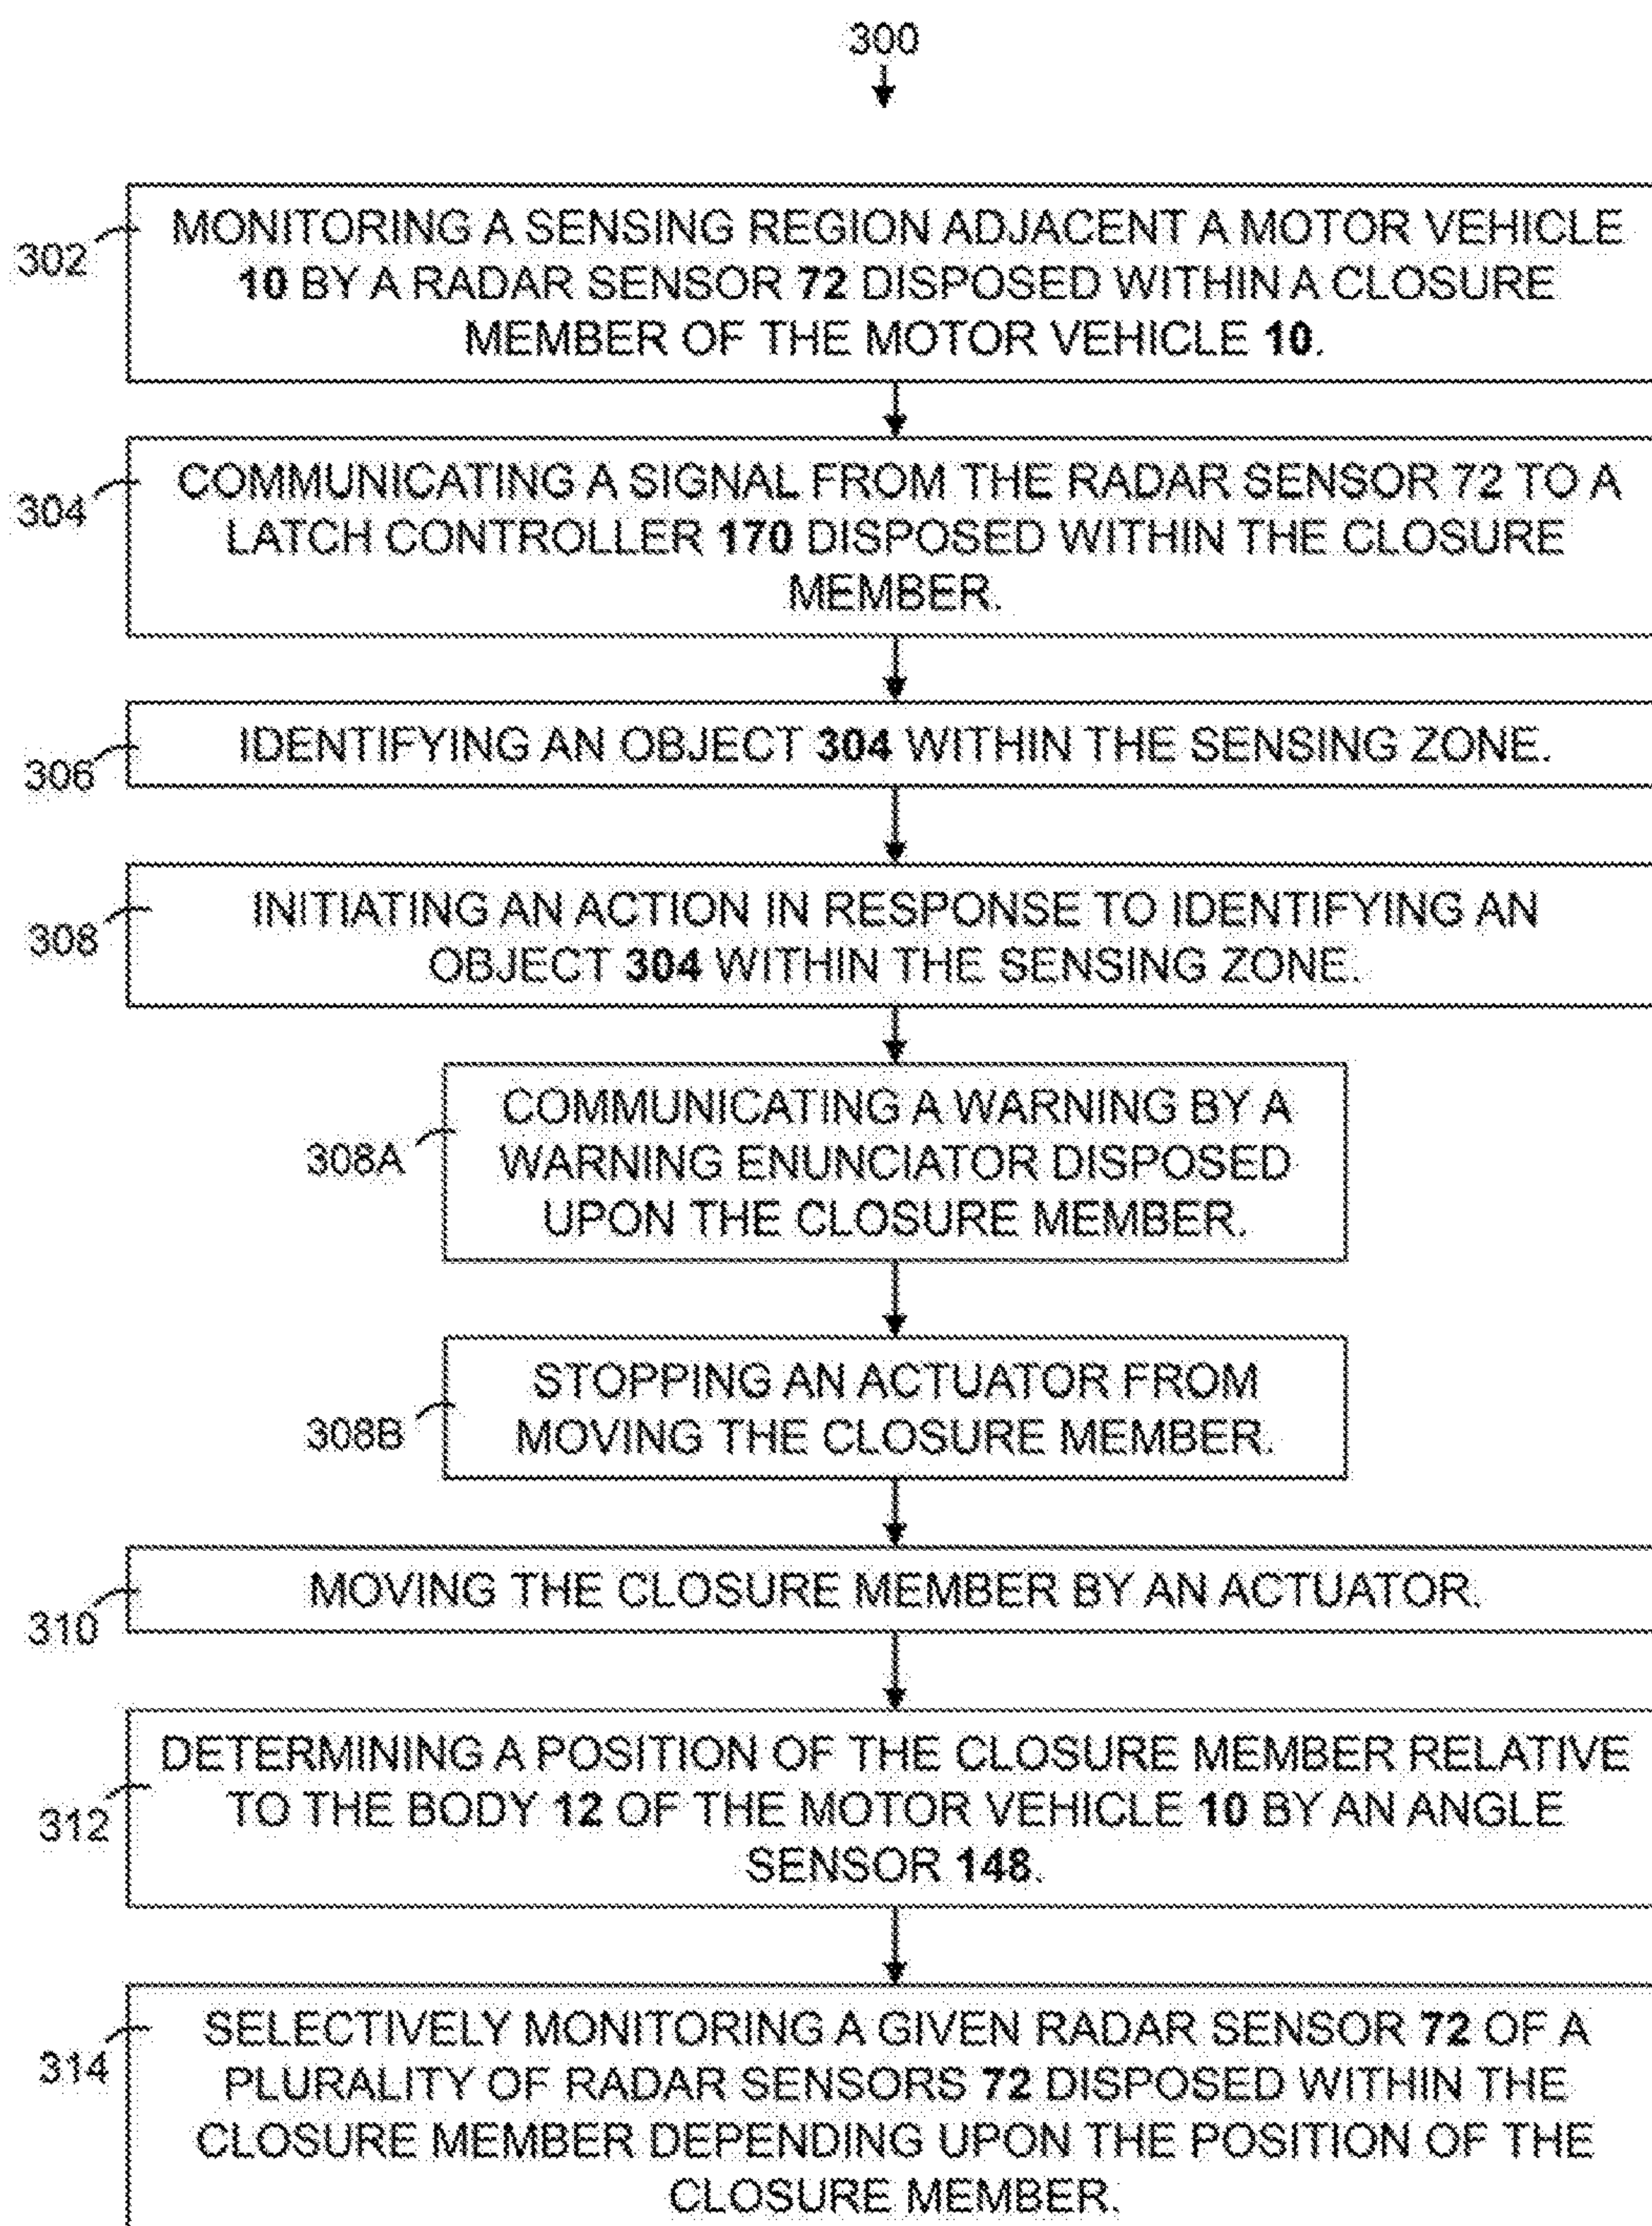 300
302
MONITORING A SENSING REGION ADJACENT A MOTOR VEHICLE
10 BY A RADAR SENSOR 72 DISPOSED WITHIN A CLOSURE
MEMBER OF THE MOTOR VEHICLE 10.
304
COMMUNICATING A SIGNAL FROM THE RADAR SENSOR 72 TO A
LATCH CONTROLLER 170 DISPOSED WITHIN THE CLOSURE
MEMBER.
306
IDENTIFYING AN OBJECT 304 WITHIN THE SENSING ZONE.
308
INITIATING AN ACTION IN RESPONSE TO IDENTIFYING AN
OBJECT 304 WITHIN THE SENSING ZONE.
308A
COMMUNICATING A WARNING BY A
WARNING ENUNCIATOR DISPOSED
UPON THE CLOSURE MEMBER.
308B
STOPPING AN ACTUATOR FROM
MOVING THE CLOSURE MEMBER.
310
MOVING THE CLOSURE MEMBER BY AN ACTUATOR.
312
DETERMINING A POSITION OF THE CLOSURE MEMBER RELATIVE
TO THE BODY 12 OF THE MOTOR VEHICLE 10 BY AN ANGLE
SENSOR 148.
314
SELECTIVELY MONITORING A GIVEN RADAR SENSOR 72 OF A
PLURALITY OF RADAR SENSORS 72 DISPOSED WITHIN THE
CLOSURE MEMBER DEPENDING UPON THE POSITION OF THE
CLOSURE MEMBER.